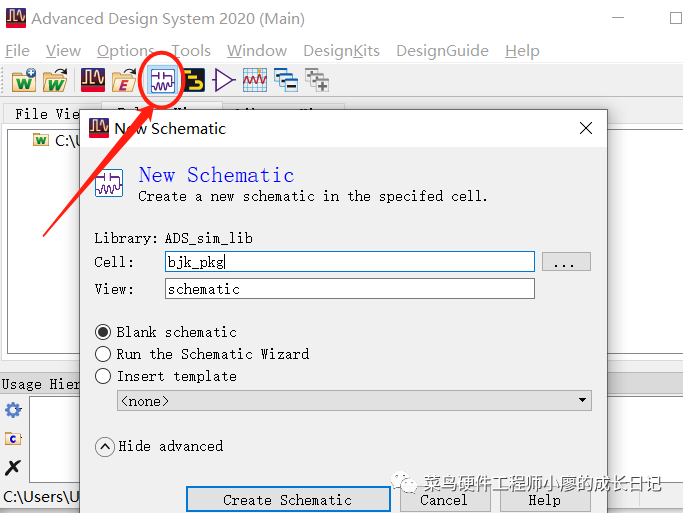 Advanced Design System 2020 (Main)
File View Options Tools Window DesignKits DesignGuide Help
File Vie
New Schematic
C:\U
New Schematic
Create a new schematic in the specifed cell.
Library: ADS_sim_lib
Cell: bjk_pkg ...
View: schematic
Blank schematic
Run the Schematic Wizard
Insert template
<none>
Usage Hier
Hide advanced
菜鸟硬件工程师小廖的成长日记
C:\Users\U
Create Schematic Cancel Help